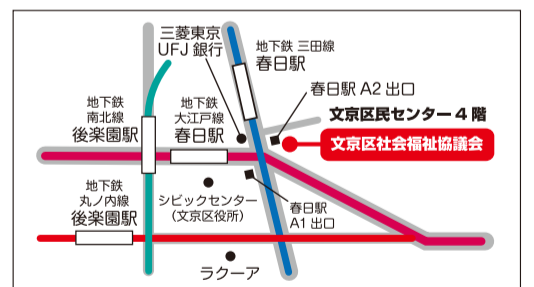 三菱東京
UFJ 銀行
地下鉄 三田線
春日駅
春日駅 A2 出口
文京区民センター 4 階
文京区社会福祉協議会
地下鉄
南北線
後楽園駅
地下鉄
大江戸線
春日駅
地下鉄
丸ノ内線
後楽園駅
シビックセンター
（文京区役所）
春日駅
A1 出口
ラクーア